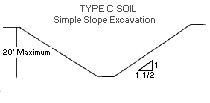 TYPE C SOIL
Simple Slope Excavation
20' Maximum
1
1 1/2